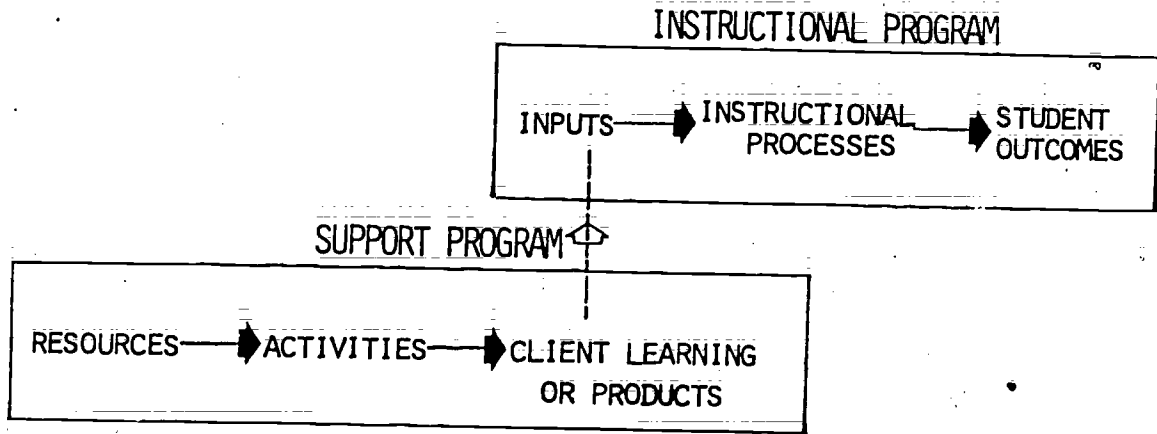 INSTRUCTIONAL PROGRAM
INPUTS
INSTRUCTIONAL
PROCESSES
STUDENT
OUTCOMES
SUPPORT PROGRAM
RESOURCES
ACTIVITIES
CLIENT LEARNING
OR PRODUCTS